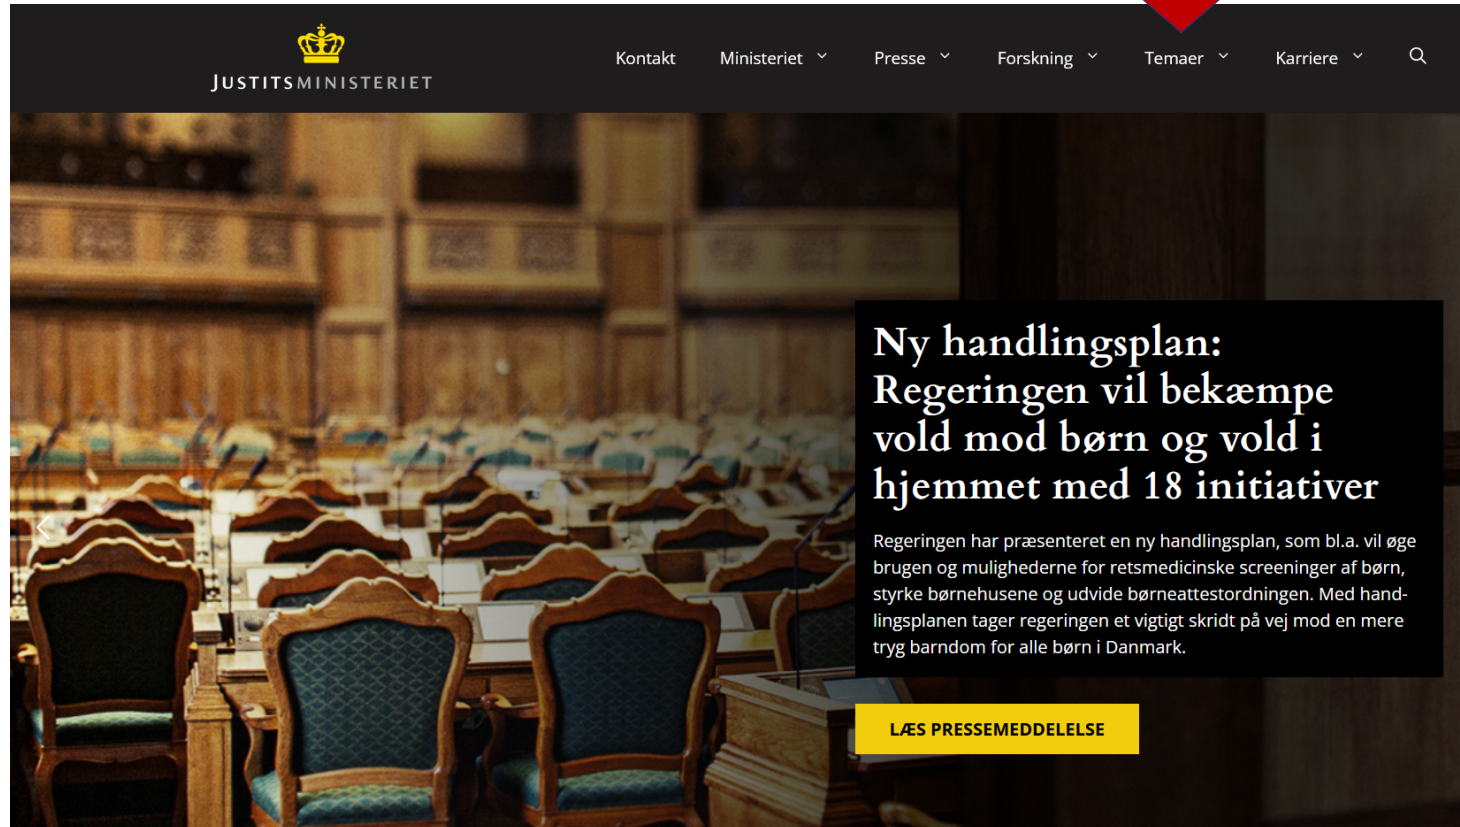 JUSTITSMINISTERIET
Kontakt
Ministeriet
Presse
Forskning
Temaer
Karriere
Ny handlingsplan:
Regeringen vil bekæmpe
vold mod børn og vold i
hjemmet med 18 initiativer
Regeringen har præsenteret en ny handlingsplan, som bl.a. vil øge
brugen og mulighederne for retsmedicinske screeninger af børn,
styrke børnehusene og udvide børneattestordningen. Med hand-
lingsplanen tager regeringen et vigtigt skridt på vej mod en mere
tryg barndom for alle børn i Danmark.
LÆS PRESSEMEDDELELSE